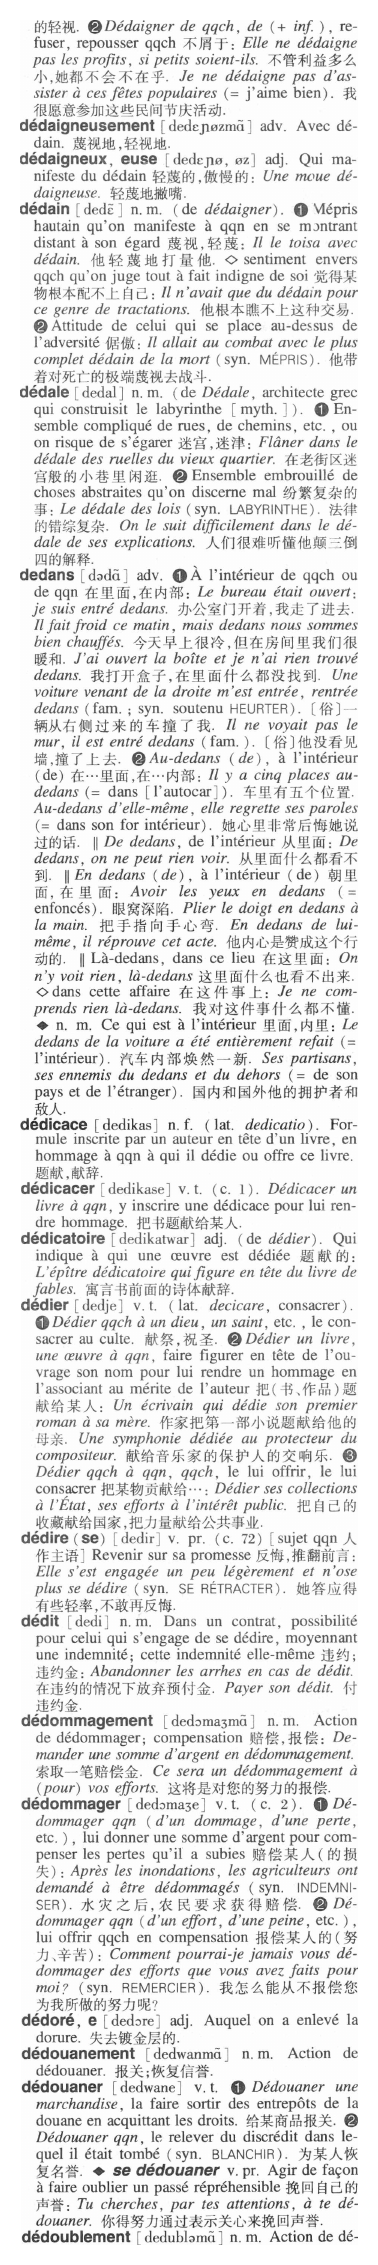 的轻视. ❷ Dédaigner de qqch, de (+ inf.), re-
fuser, repousser qqch 不屑于: Elle ne dédaigne
pas les profits, si petits soient-ils. 不管利益多么
小,她都不会不在乎. Je ne dédaigne pas d'as-
sister à ces fêtes populaires (= j'aime bien). 我
很愿意参加这些民间节庆活动.
dédaigneusement [dedɛɲøzmɑ̃] adv. Avec dé-
dain. 蔑视地,轻视地.
dédaigneux, euse [dedɛɲø, øz] adj. Qui ma-
nifeste du dédain 轻蔑的,傲慢的: Une moue dé-
daigneuse. 轻蔑地撇嘴.
dédain [dedɛ̃] n. m. (de dédaigner). ❶ Mépris
hautain qu'on manifeste à qqn en se montrant
distant à son égard 蔑视,轻蔑: Il le toisa avec
dédain. 他轻蔑地打量他. ◇ sentiment envers
qqch qu'on juge tout à fait indigne de soi 觉得某
物根本配不上自己: Il n'avait que du dédain pour
ce genre de tractations. 他根本瞧不上这种交易.
❷ Attitude de celui qui se place au-dessus de
l'adversité 倨傲: Il allait au combat avec le plus
complet dédain de la mort (syn. MÉPRIS). 他带
着对死亡的极端蔑视去战斗.
dédale [dedal] n. m. (de Dédale, architecte grec
qui construisit le labyrinthe [myth.]). ❶ En-
semble compliqué de rues, de chemins, etc., ou
on risque de s'égarer 迷宫,迷津: Flâner dans le
dédale des ruelles du vieux quartier. 在老街区迷
宫般的小巷里闲逛. ❷ Ensemble embrouillé de
choses abstraites qu'on discerne mal 纷繁复杂的
事: Le dédale des lois (syn. LABYRINTHE). 法律
的错综复杂. On le suit difficilement dans le dé-
dale de ses explications. 人们很难听懂他颠三倒
四的解释.
dedans [dədɑ̃] adv. ❶ À l'intérieur de qqch ou
de qqn 在里面,在内部: Le bureau était ouvert;
je suis entré dedans. 办公室门开着,我走了进去.
Il fait froid ce matin, mais dedans nous sommes
bien chauffés. 今天早上很冷,但在房间里我们很
暖和. J'ai ouvert la boîte et je n'ai rien trouvé
dedans. 我打开盒子,在里面什么都没找到. Une
voiture venant de la droite m'est entrée, rentrée
dedans (fam.; syn. soutenu HEURTER). [俗]一
辆从右侧过来的车撞了我. Il ne voyait pas le
mur, il est entré dedans (fam.). [俗]他没看见
墙,撞了上去. ❷ Au-dedans (de), à l'intérieur
(de) 在…里面,在…内部: Il y a cinq places au-
dedans (= dans [l'autocar]). 车里有五个位置.
Au-dedans d'elle-même, elle regrette ses paroles
(= dans son for intérieur). 她心里非常后悔她说
过的话. ‖ De dedans, de l'intérieur 从里面: De
dedans, on ne peut rien voir. 从里面什么都看不
到. ‖ En dedans (de), à l'intérieur (de) 朝里
面,在里面: Avoir les yeux en dedans (=
enfoncés). 眼窝深陷. Plier le doigt en dedans à
la main. 把手指向手心弯. En dedans de lui-
même, il réprouve cet acte. 他内心是赞成这个行
动的. ‖ Là-dedans, dans ce lieu 在这里面: On
n'y voit rien, là-dedans 这里面什么也看不出来.
◇ dans cette affaire 在这件事上: Je ne com-
prends rien là-dedans. 我对这件事什么都不懂.
◆ n. m. Ce qui est à l'intérieur 里面,内里: Le
dedans de la voiture a été entièrement refait (=
l'intérieur). 汽车内部焕然一新. Ses partisans,
ses ennemis du dedans et du dehors (= de son
pays et de l'étranger). 国内和国外他的拥护者和
敌人.
dédicace [dedikas] n. f. (lat. dedicatio). For-
mule inscrite par un auteur en tête d'un livre, en
hommage à qqn à qui il dédie ou offre ce livre.
题献,献辞.
dédicacer [dedikase] v. t. (c. 1). Dédicacer un
livre à qqn, y inscrire une dédicace pour lui ren-
dre hommage. 把书题献给某人.
dédicatoire [dedikatwar] adj. (de dédier). Qui
indique à qui une œuvre est dédiée 题献的:
L'épître dédicatoire qui figure en tête du livre de
fables. 寓言书前面的诗体献辞.
dédier [dedje] v. t. (lat. decicare, consacrer).
❶ Dédier qqch à un dieu, un saint, etc., le con-
sacrer au culte. 献祭,祝圣. ❷ Dédier un livre,
une œuvre à qqn, faire figurer en tête de l'ou-
vrage son nom pour lui rendre un hommage en
l'associant au mérite de l'auteur 把(书、作品)题
献给某人: Un écrivain qui dédie son premier
roman à sa mère. 作家把第一部小说题献给他的
母亲. Une symphonie dédiée au protecteur du
compositeur. 献给音乐家的保护人的交响乐. ❸
Dédier qqch à qqn, qqch, le lui offrir, le lui
consacrer 把某物贡献给…: Dédier ses collections
à l'État, ses efforts à l'intérêt public. 把自己的
收藏献给国家,把力量献给公共事业.
dédire (se) [dedir] v. pr. (c. 72) [sujet qqn 人
作主语] Revenir sur sa promesse 反悔,推翻前言:
Elle s'est engagée un peu légèrement et n'ose
plus se dédire (syn. SE RÉTRACTER). 她答应得
有些轻率,不敢再反悔.
dédit [dedi] n. m. Dans un contrat, possibilité
pour celui qui s'engage de se dédire, moyennant
une indemnité; cette indemnité elle-même 违约;
违约金: Abandonner les arrhes en cas de dédit.
在违约的情况下放弃预付金. Payer son dédit. 付
违约金.
dédommagement [dedɔmaʒmɑ̃] n. m. Action
de dédommager; compensation 赔偿,报偿: De-
mander une somme d'argent en dédommagement.
索取一笔赔偿金. Ce sera un dédommagement à
(pour) vos efforts. 这将是对您的努力的报偿.
dédommager [dedɔmaʒe] v. t. (c. 2). ❶ Dé-
dommager qqn (d'un dommage, d'une perte,
etc.), lui donner une somme d'argent pour com-
penser les pertes qu'il a subies 赔偿某人(的损
失): Après les inondations, les agriculteurs ont
demandé à être dédommagés (syn. INDEMNI-
SER). 水灾之后,农民要求获得赔偿. ❷ Dé-
dommager qqn (d'un effort, d'une peine, etc.),
lui offrir qqch en compensation 报偿某人的(努
力、辛苦): Comment pourrai-je jamais vous dé-
dommager des efforts que vous avez faits pour
moi? (syn. REMERCIER). 我怎么能从不报偿您
为我所做的努力呢?
dédoré, e [dedɔre] adj. Auquel on a enlevé la
dorure. 失去镀金层的.
dédouanement [dedwanmɑ̃] n. m. Action de
dédouaner. 报关;恢复信誉.
dédouaner [dedwane] v. t. ❶ Dédouaner une
marchandise, la faire sortir des entrepôts de la
douane en acquittant les droits. 给某商品报关. ❷
Dédouaner qqn, le relever du discrédit dans le-
quel il était tombé (syn. BLANCHIR). 为某人恢
复名誉. ◆ se dédouaner v. pr. Agir de façon
à faire oublier un passé répréhensible 挽回自己的
声誉: Tu cherches, par tes attentions, à te dé-
douaner. 你得努力通过表示关心来挽回声誉.
dédoublement [dedubləmɑ̃] n. m. Action de dé-